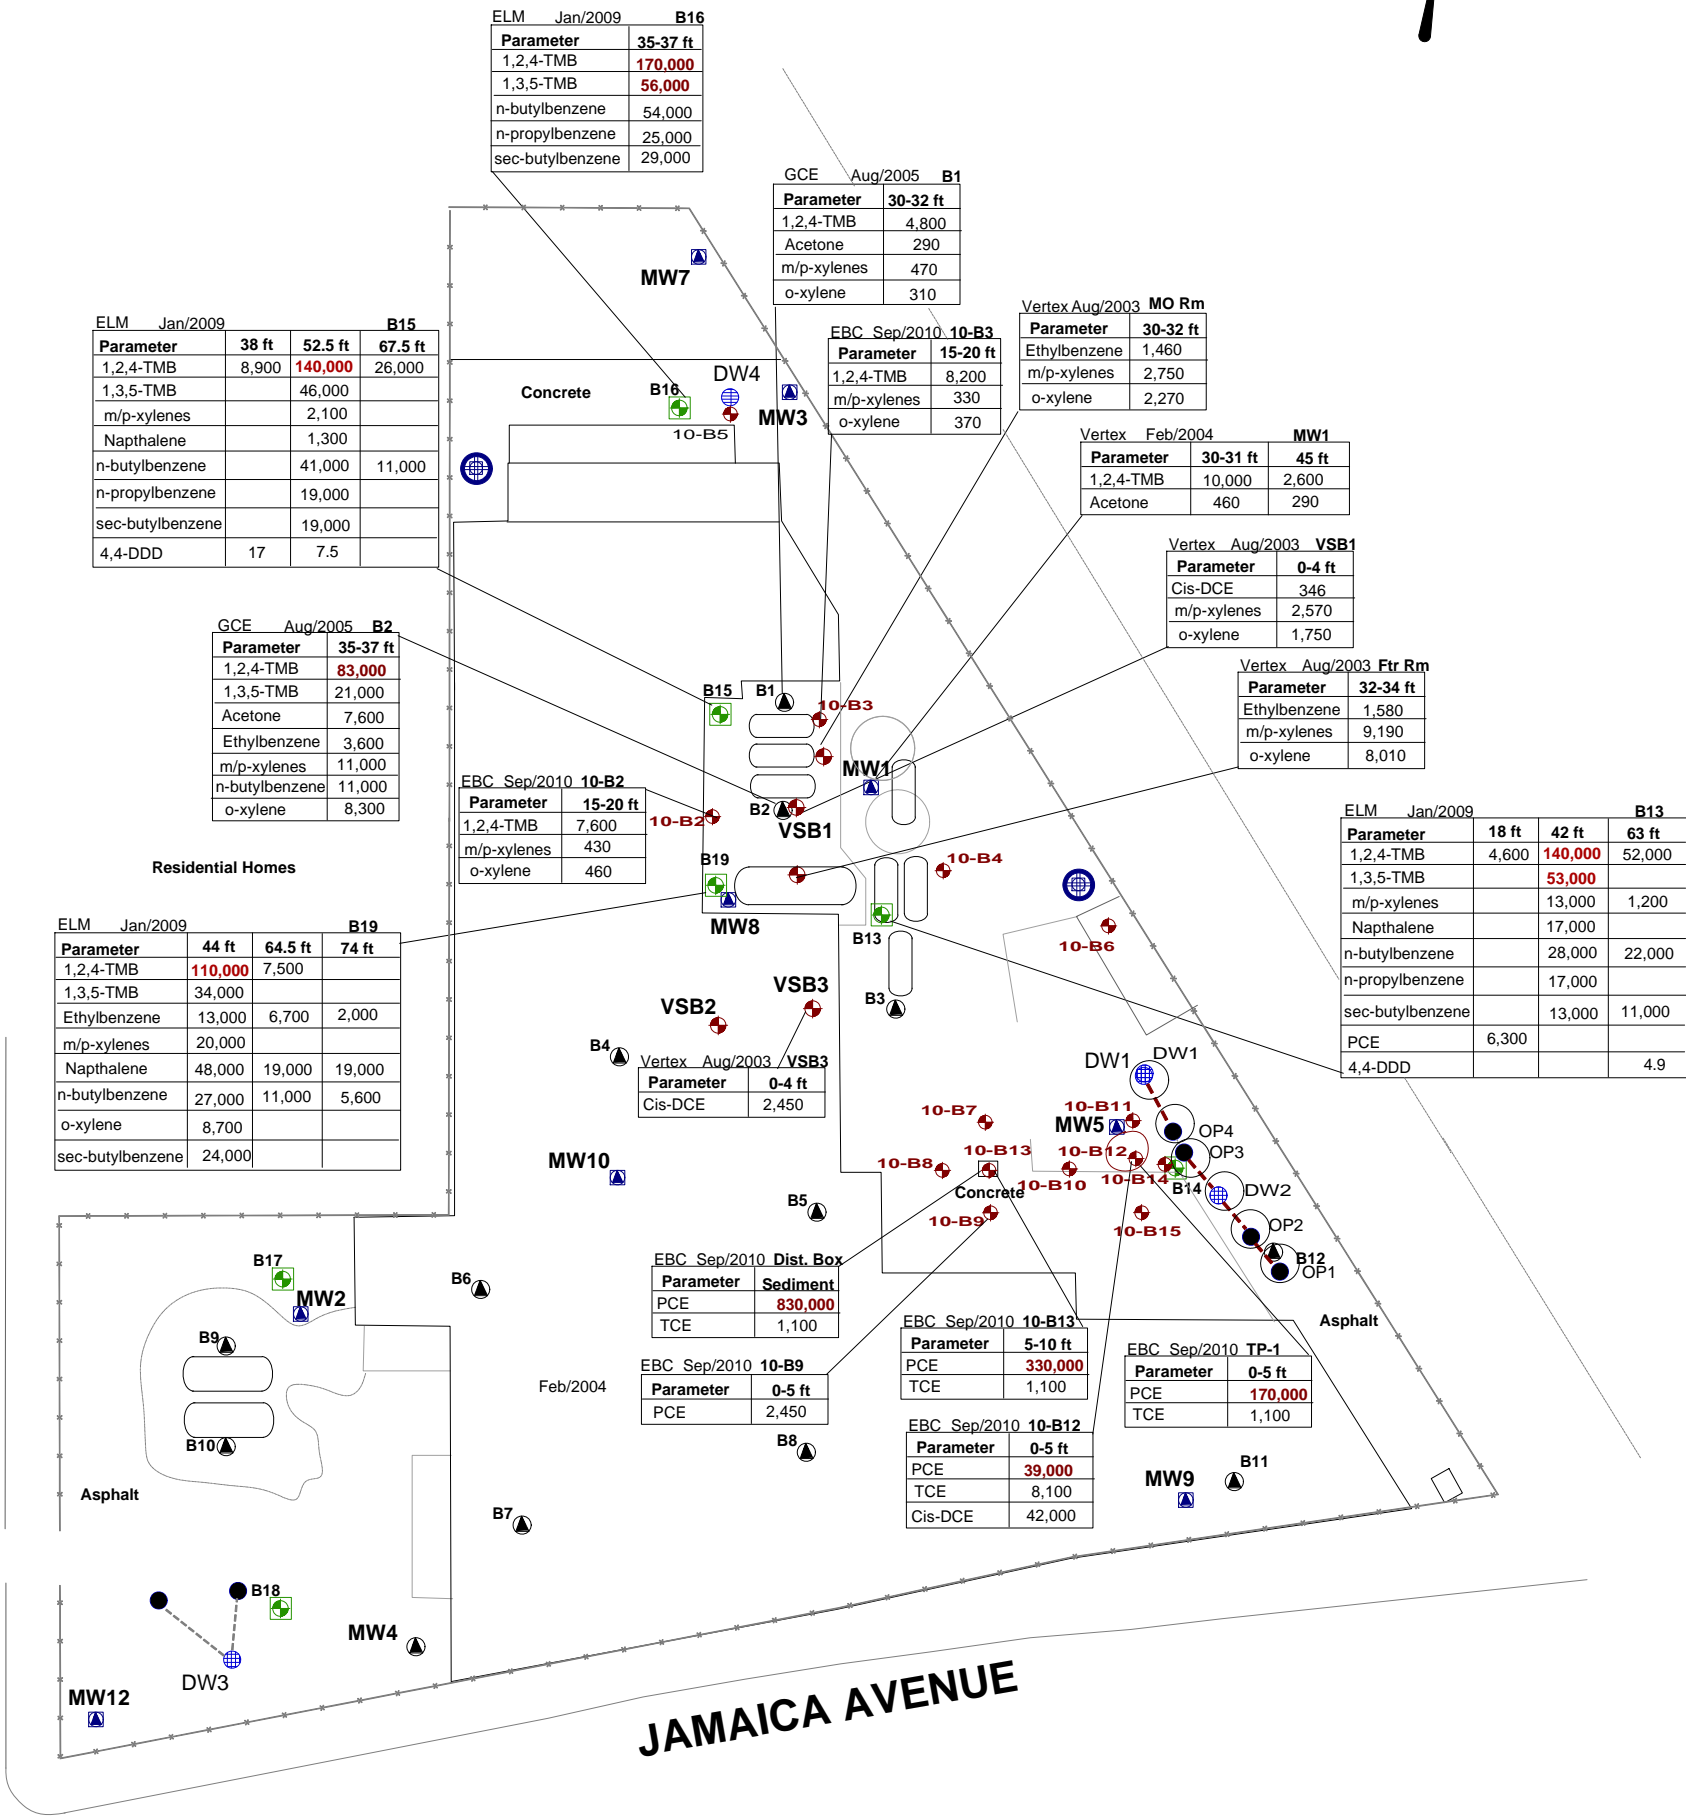 ELM Jan/2009 B16
Parameter 35-37 ft
1,2,4-TMB 170,000
1,3,5-TMB 56,000
n-butylbenzene 54,000
n-propylbenzene 25,000
sec-butylbenzene 29,000
GCE Aug/2005 B1
Parameter 30-32 ft
1,2,4-TMB 4,800
Acetone 290
m/p-xylenes 470
o-xylene 310
MW7
Vertex Aug/2003 MO Rm
Parameter 30-32 ft
Ethylbenzene 1,460
m/p-xylenes 2,750
o-xylene 2,270
ELM Jan/2009 B15
Parameter 38 ft 52.5 ft 67.5 ft
1,2,4-TMB 8,900 140,000 26,000
1,3,5-TMB 46,000
m/p-xylenes 2,100
Napthalene 1,300
n-butylbenzene 41,000 11,000
n-propylbenzene 19,000
sec-butylbenzene 19,000
4,4-DDD 17 7.5
EBC Sep/2010 10-B3
Parameter 15-20 ft
1,2,4-TMB 8,200
m/p-xylenes 330
o-xylene 370
Concrete
B16
DW4
MW3
10-B5
Vertex Feb/2004 MW1
Parameter 30-31 ft 45 ft
1,2,4-TMB 10,000 2,600
Acetone 460 290
Vertex Aug/2003 VSB1
Parameter 0-4 ft
Cis-DCE 346
m/p-xylenes 2,570
o-xylene 1,750
GCE Aug/2005 B2
Parameter 35-37 ft
1,2,4-TMB 83,000
1,3,5-TMB 21,000
Acetone 7,600
Ethylbenzene 3,600
m/p-xylenes 11,000
n-butylbenzene 11,000
o-xylene 8,300
Vertex Aug/2003 Ftr Rm
Parameter 32-34 ft
Ethylbenzene 1,580
m/p-xylenes 9,190
o-xylene 8,010
B15
B1
10-B3
MW1
EBC Sep/2010 10-B2
Parameter 15-20 ft
1,2,4-TMB 7,600
m/p-xylenes 430
o-xylene 460
10-B2
B2
VSB1
ELM Jan/2009 B13
Parameter 18 ft 42 ft 63 ft
1,2,4-TMB 4,600 140,000 52,000
1,3,5-TMB 53,000
m/p-xylenes 13,000 1,200
Napthalene 17,000
n-butylbenzene 28,000 22,000
n-propylbenzene 17,000
sec-butylbenzene 13,000 11,000
PCE 6,300
4,4-DDD 4.9
Residential Homes
B19
10-B4
MW8
B13
10-B6
ELM Jan/2009 B19
Parameter 44 ft 64.5 ft 74 ft
1,2,4-TMB 110,000 7,500
1,3,5-TMB 34,000
Ethylbenzene 13,000 6,700 2,000
m/p-xylenes 20,000
Napthalene 48,000 19,000 19,000
n-butylbenzene 27,000 11,000 5,600
o-xylene 8,700
sec-butylbenzene 24,000
VSB2
VSB3
B3
B4
Vertex Aug/2003 VSB3
Parameter 0-4 ft
Cis-DCE 2,450
DW1
DW1
10-B7
10-B11
MW5
OP4
OP3
10-B8
10-B13
10-B12
10-B10
10-B14
B14
Concrete
DW2
MW10
B5
10-B9
10-B15
OP2
B12
OP1
EBC Sep/2010 Dist. Box
Parameter Sediment
PCE 830,000
TCE 1,100
B17
MW2
B6
B9
Asphalt
EBC Sep/2010 10-B13
Parameter 5-10 ft
PCE 330,000
TCE 1,100
EBC Sep/2010 TP-1
Parameter 0-5 ft
PCE 170,000
TCE 1,100
EBC Sep/2010 10-B9
Parameter 0-5 ft
PCE 2,450
Feb/2004
B10
B8
EBC Sep/2010 10-B12
Parameter 0-5 ft
PCE 39,000
TCE 8,100
Cis-DCE 42,000
Asphalt
B7
MW9
B11
B18
MW4
DW3
MW12
JAMAICA AVENUE